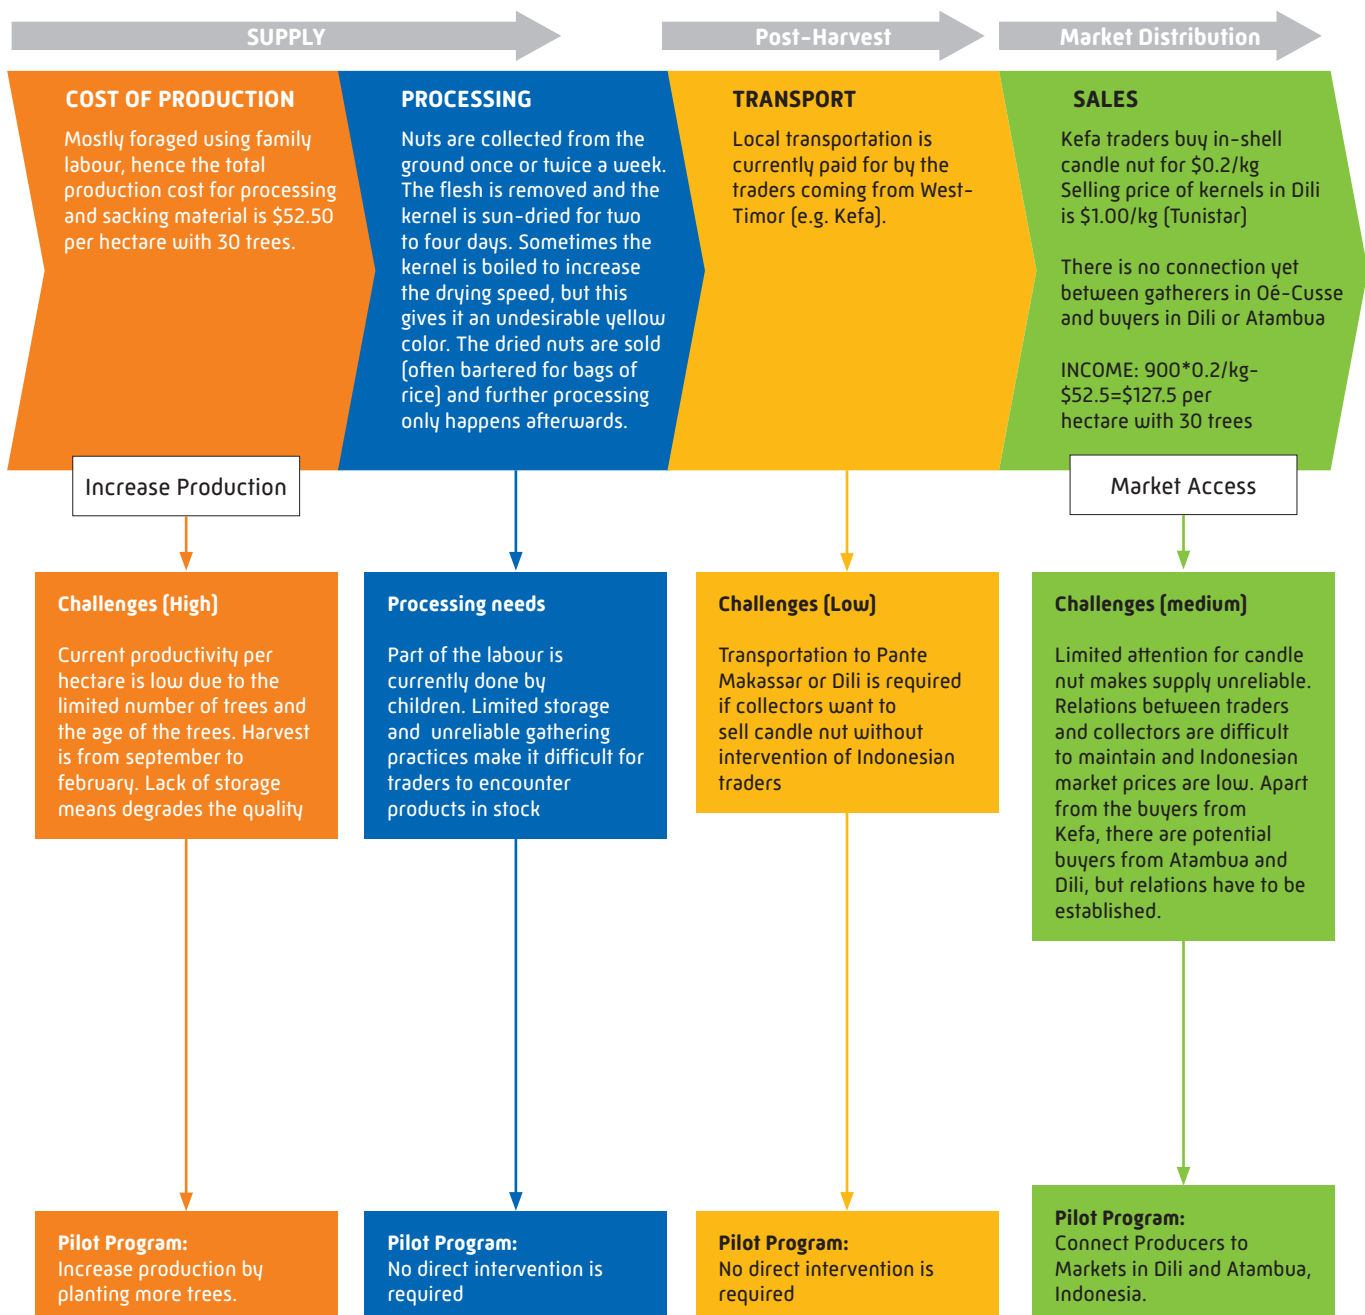 SUPPLY
Post-Harvest
Market Distribution
COST OF PRODUCTION
Mostly foraged using family
labour, hence the total
production cost for processing
and sacking material is $52.50
per hectare with 30 trees.
PROCESSING
Nuts are collected from the
ground once or twice a week.
The flesh is removed and the
kernel is sun-dried for two
to four days. Sometimes the
kernel is boiled to increase
the drying speed, but this
gives it an undesirable yellow
color. The dried nuts are sold
(often bartered for bags of
rice) and further processing
only happens afterwards.
TRANSPORT
Local transportation is
currently paid for by the
traders coming from West-
Timor (e.g. Kefa).
SALES
Kefa traders buy in-shell
candle nut for $0.2/kg
Selling price of kernels in Dili
is $1.00/kg (Tunistar)
There is no connection yet
between gatherers in Oé-Cusse
and buyers in Dili or Atambua
INCOME: 900*0.2/kg-
$52.5=$127.5 per
hectare with 30 trees
Increase Production
Market Access
Challenges (High)
Current productivity per
hectare is low due to the
limited number of trees and
the age of the trees. Harvest
is from september to
february. Lack of storage
means degrades the quality
Processing needs
Part of the labour is
currently done by
children. Limited storage
and unreliable gathering
practices make it difficult for
traders to encounter
products in stock
Challenges (Low)
Transportation to Pante
Makassar or Dili is required
if collectors want to
sell candle nut without
intervention of Indonesian
traders
Challenges (medium)
Limited attention for candle
nut makes supply unreliable.
Relations between traders
and collectors are difficult
to maintain and Indonesian
market prices are low. Apart
from the buyers from
Kefa, there are potential
buyers from Atambua and
Dili, but relations have to be
established.
Pilot Program:
Increase production by
planting more trees.
Pilot Program:
No direct intervention is
required
Pilot Program:
No direct intervention is
required
Pilot Program:
Connect Producers to
Markets in Dili and Atambua,
Indonesia.